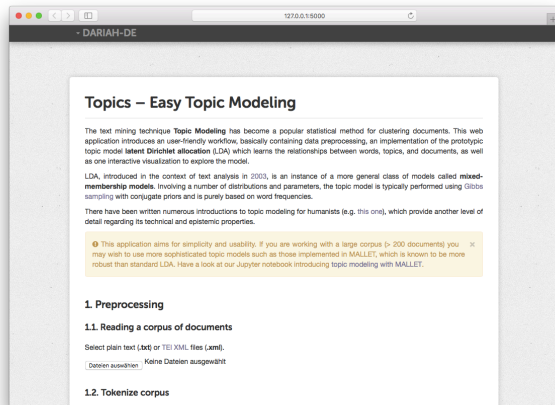 127.0.0.1:5000
DARIAH-DE
Topics – Easy Topic Modeling
The text mining technique Topic Modeling has become a popular statistical method for clustering documents. This web
application introduces an user-friendly workflow, basically containing data preprocessing, an implementation of the prototypic
topic model latent Dirichlet allocation (LDA) which learns the relationships between words, topics, and documents, as well
as one interactive visualization to explore the model.
LDA, introduced in the context of text analysis in 2003, is an instance of a more general class of models called mixed-
membership models. Involving a number of distributions and parameters, the topic model is typically performed using Gibbs
sampling with conjugate priors and is purely based on word frequencies.
There have been written numerous introductions to topic modeling for humanists (e.g. this one), which provide another level of
detail regarding its technical and epistemic properties.
This application aims for simplicity and usability. If you are working with a large corpus (> 200 documents) you
may wish to use more sophisticated topic models such as those implemented in MALLET, which is known to be more
robust than standard LDA. Have a look at our Jupyter notebook introducing topic modeling with MALLET.
1. Preprocessing
1.1. Reading a corpus of documents
Select plain text (.txt) or TEI XML files (.xml).
Dateien auswählen Keine Dateien ausgewählt
1.2. Tokenize corpus